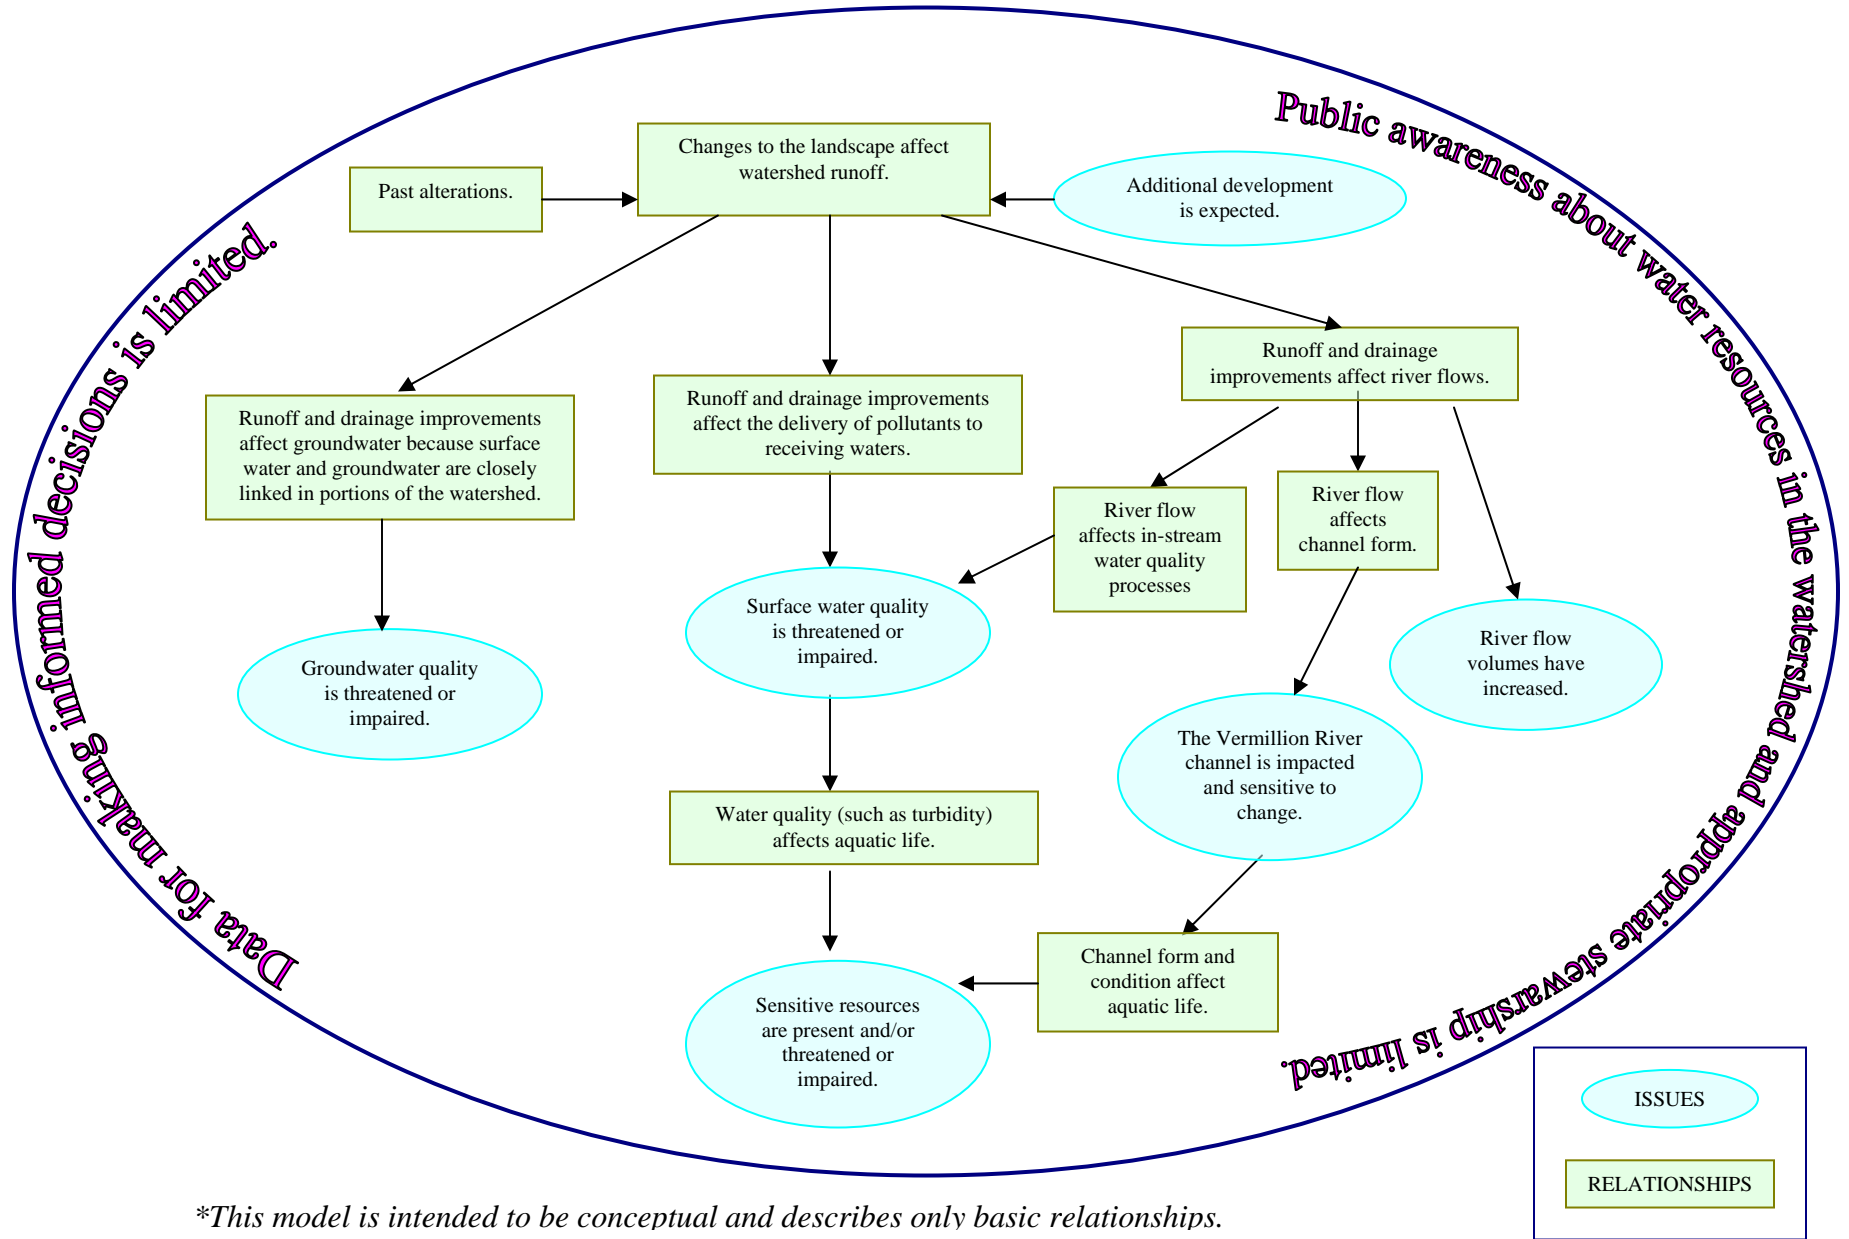 Public awareness about water resources in the watershed and appropriate stewarship is limited.
Data for making informed decisions is limited.
Changes to the landscape affect
watershed runoff.
Past alterations.
Additional development
is expected.
Runoff and drainage
improvements affect river flows.
Runoff and drainage improvements
affect the delivery of pollutants to
receiving waters.
Runoff and drainage improvements
affect groundwater because surface
water and groundwater are closely
linked in portions of the watershed.
River flow
affects in-stream
water quality
processes
River flow
affects
channel form.
Surface water quality
is threatened or
impaired.
River flow
volumes have
increased.
Groundwater quality
is threatened or
impaired.
The Vermillion River
channel is impacted
and sensitive to
change.
Water quality (such as turbidity)
affects aquatic life.
Channel form and
condition affect
aquatic life.
Sensitive resources
are present and/or
threatened or
impaired.
ISSUES
RELATIONSHIPS
*This model is intended to be conceptual and describes only basic relationships.